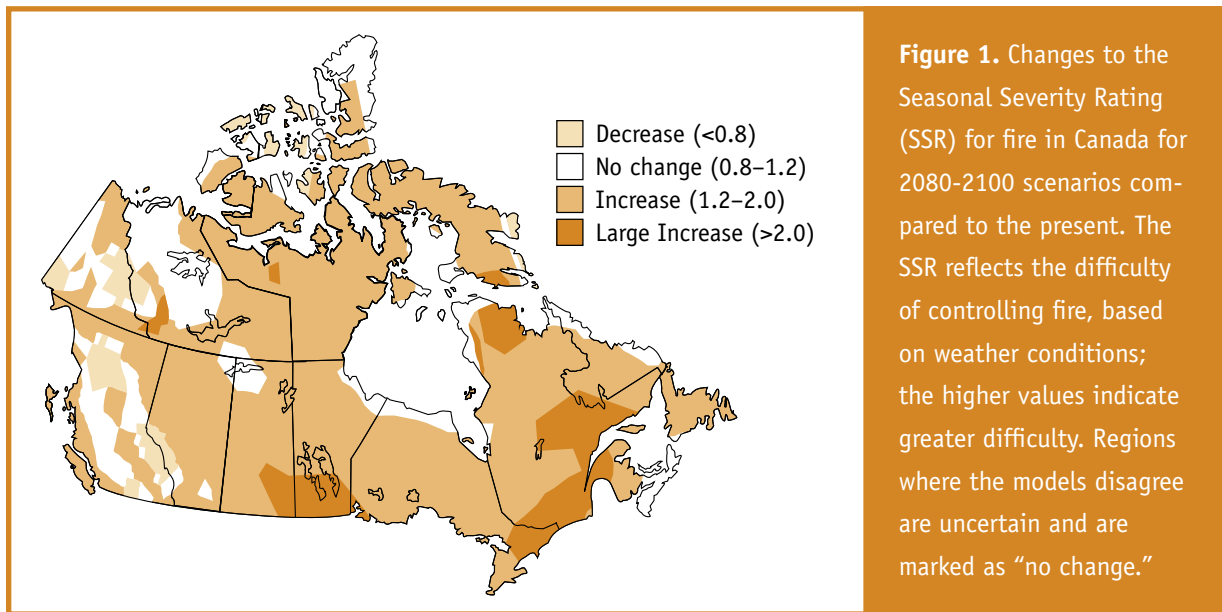 Decrease (<0.8)
No change (0.8–1.2)
Increase (1.2–2.0)
Large Increase (>2.0)
Figure 1. Changes to the
Seasonal Severity Rating
(SSR) for fire in Canada for
2080-2100 scenarios com-
pared to the present. The
SSR reflects the difficulty
of controlling fire, based
on weather conditions;
the higher values indicate
greater difficulty. Regions
where the models disagree
are uncertain and are
marked as “no change.”